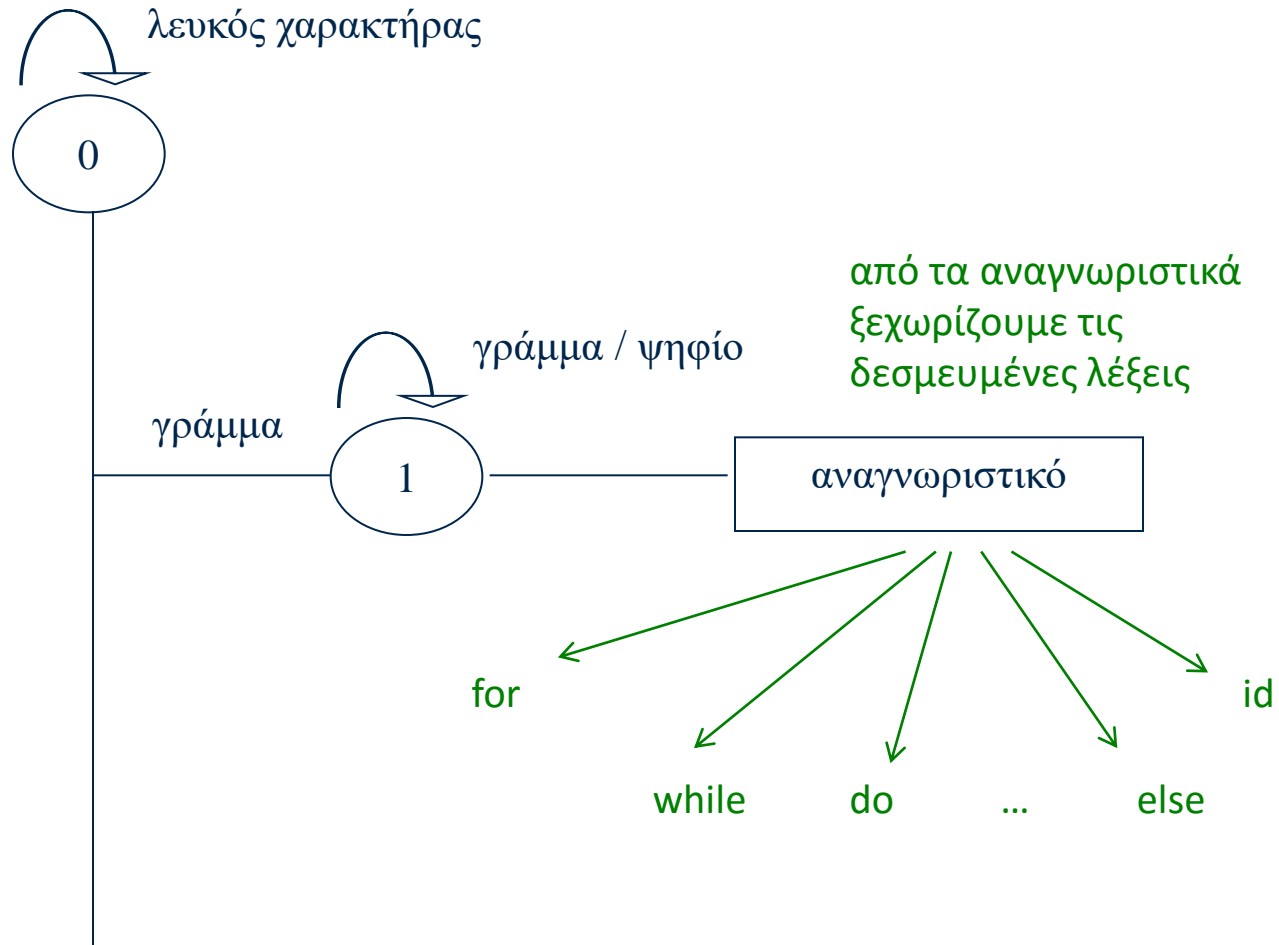 λευκός χαρακτήρας
0
από τα αναγνωριστικά
ξεχωρίζουμε τις
δεσμευμένες λέξεις
γράμμα / ψηφίο
γράμμα
1
αναγνωριστικό
for
id
while
do
...
else